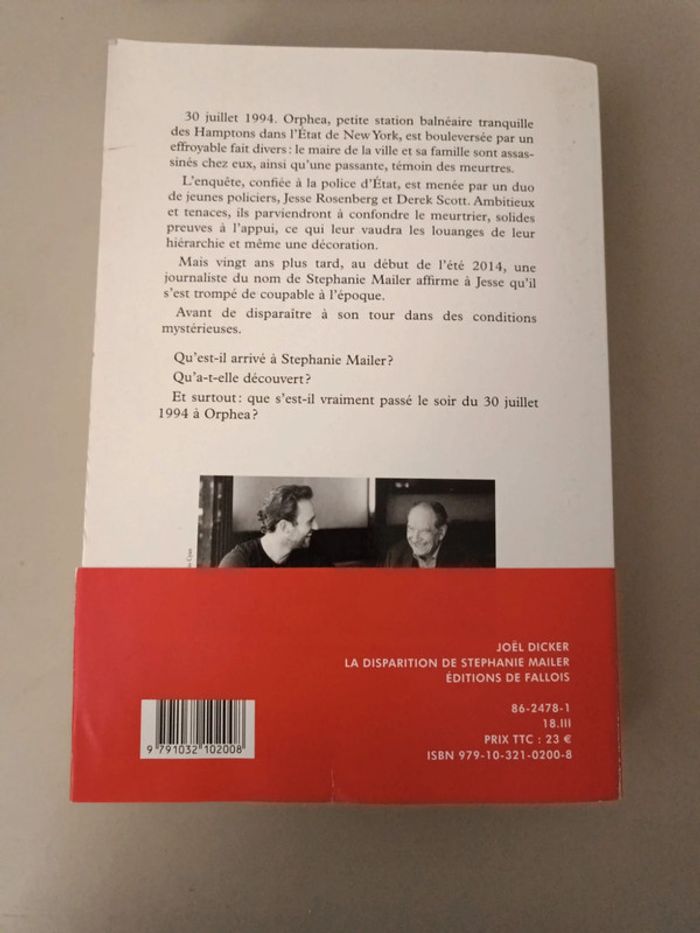 30 juillet 1994. Orphea, petite station balnéaire tranquille
des Hamptons dans l'État de New York, est bouleversée par un
effroyable fait divers : le maire de la ville et sa famille sont assas-
sinés chez eux, ainsi qu'une passante, témoin des meurtres.
L'enquête, confiée à la police d'État, est menée par un duo
de jeunes policiers, Jesse Rosenberg et Derek Scott. Ambitieux
et tenaces, ils parviendront à confondre le meurtrier, solides
preuves à l'appui, ce qui leur vaudra les louanges de leur
hiérarchie et même une décoration.
Mais vingt ans plus tard, au début de l'été 2014, une
journaliste du nom de Stephanie Mailer affirme à Jesse qu'il
s'est trompé de coupable à l'époque.
Avant de disparaître à son tour dans des conditions
mystérieuses.
Qu'est-il arrivé à Stephanie Mailer ?
Qu'a-t-elle découvert ?
Et surtout : que s'est-il vraiment passé le soir du 30 juillet
1994 à Orphea ?
JOËL DICKER
LA DISPARITION DE STEPHANIE MAILER
ÉDITIONS DE FALLOIS
86-2478-1
18.III
PRIX TTC : 23 €
ISBN 979-10-321-0200-8
9 791032 102008